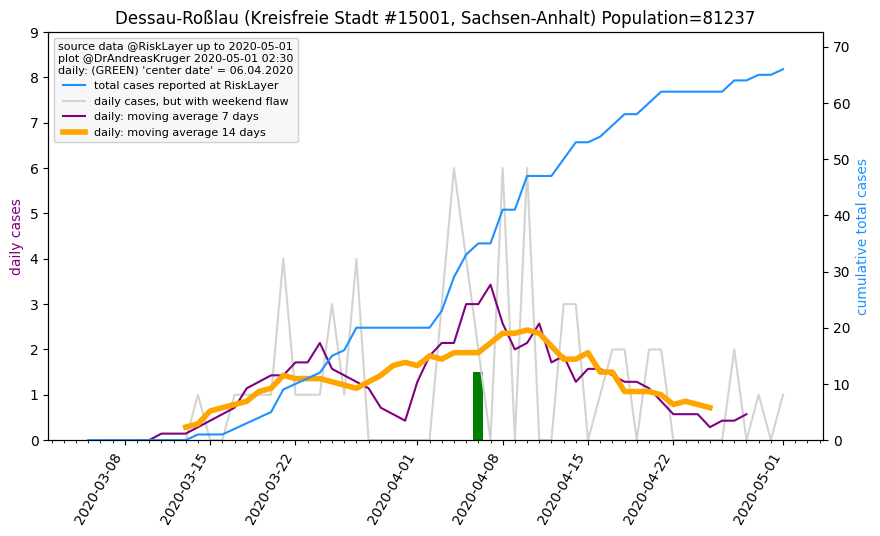 Dessau-Roßlau (Kreisfreie Stadt #15001, Sachsen-Anhalt) Population=81237
source data @RiskLayer up to 2020-05-01
plot @DrAndreasKruger 2020-05-01 02:30
daily: (GREEN) 'center date' = 06.04.2020
total cases reported at RiskLayer
daily cases, but with weekend flaw
daily: moving average 7 days
daily: moving average 14 days
daily cases
9
8
7
6
5
4
3
2
1
0
70
60
50
40
30
20
10
0
cumulative total cases
2020-03-08
2020-03-15
2020-03-22
2020-04-01
2020-04-08
2020-04-15
2020-04-22
2020-05-01